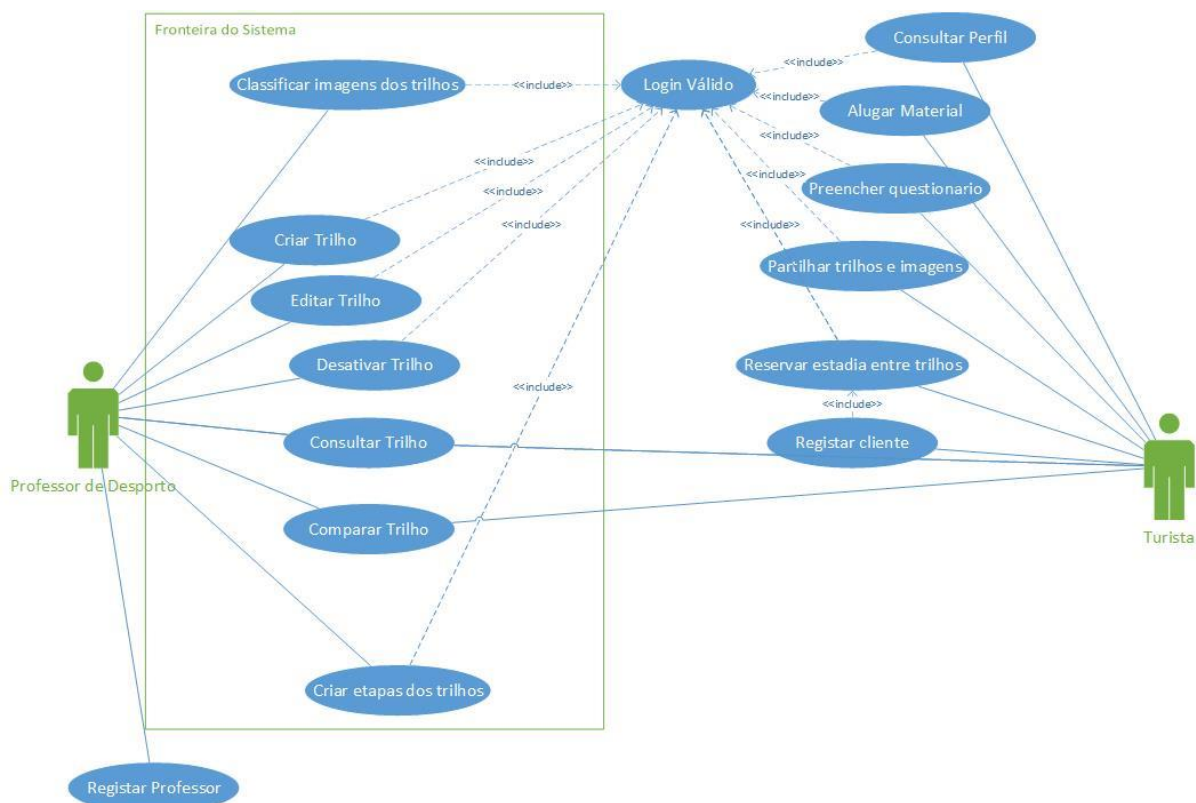 Fronteira do Sistema
Consultar Perfil
<<include>>
Classificar imagens dos trilhos
<<include>>
Login Válido
<<include>>
Alugar Material
<<include>>
<<include>>
<<include>>
Preencher questionario
<<include>>
<<include>>
<<include>>
Criar Trilho
Partilhar trilhos e imagens
Editar Trilho
Desativar Trilho
Reservar estadia entre trilhos
<<include>>
<<include>>
Consultar Trilho
Registar cliente
Professor de Desporto
Comparar Trilho
Turista
Criar etapas dos trilhos
Registar Professor